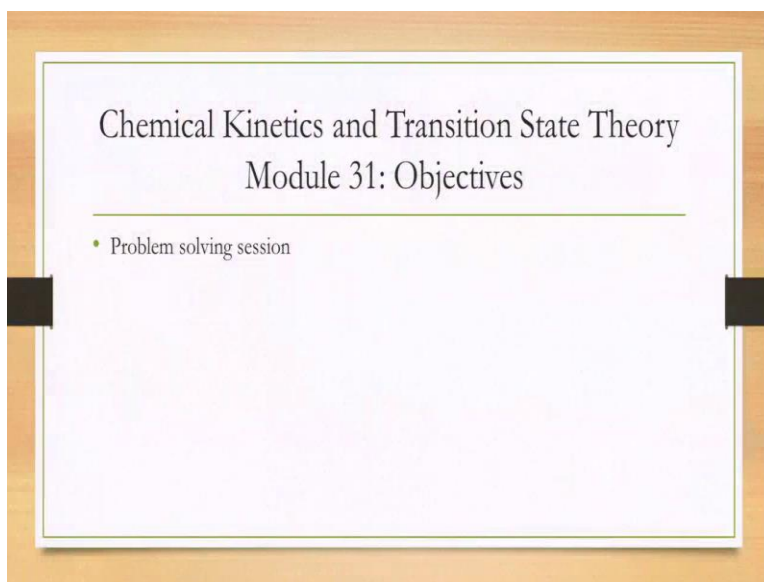 Chemical Kinetics and Transition State Theory
Module 31: Objectives
• Problem solving session